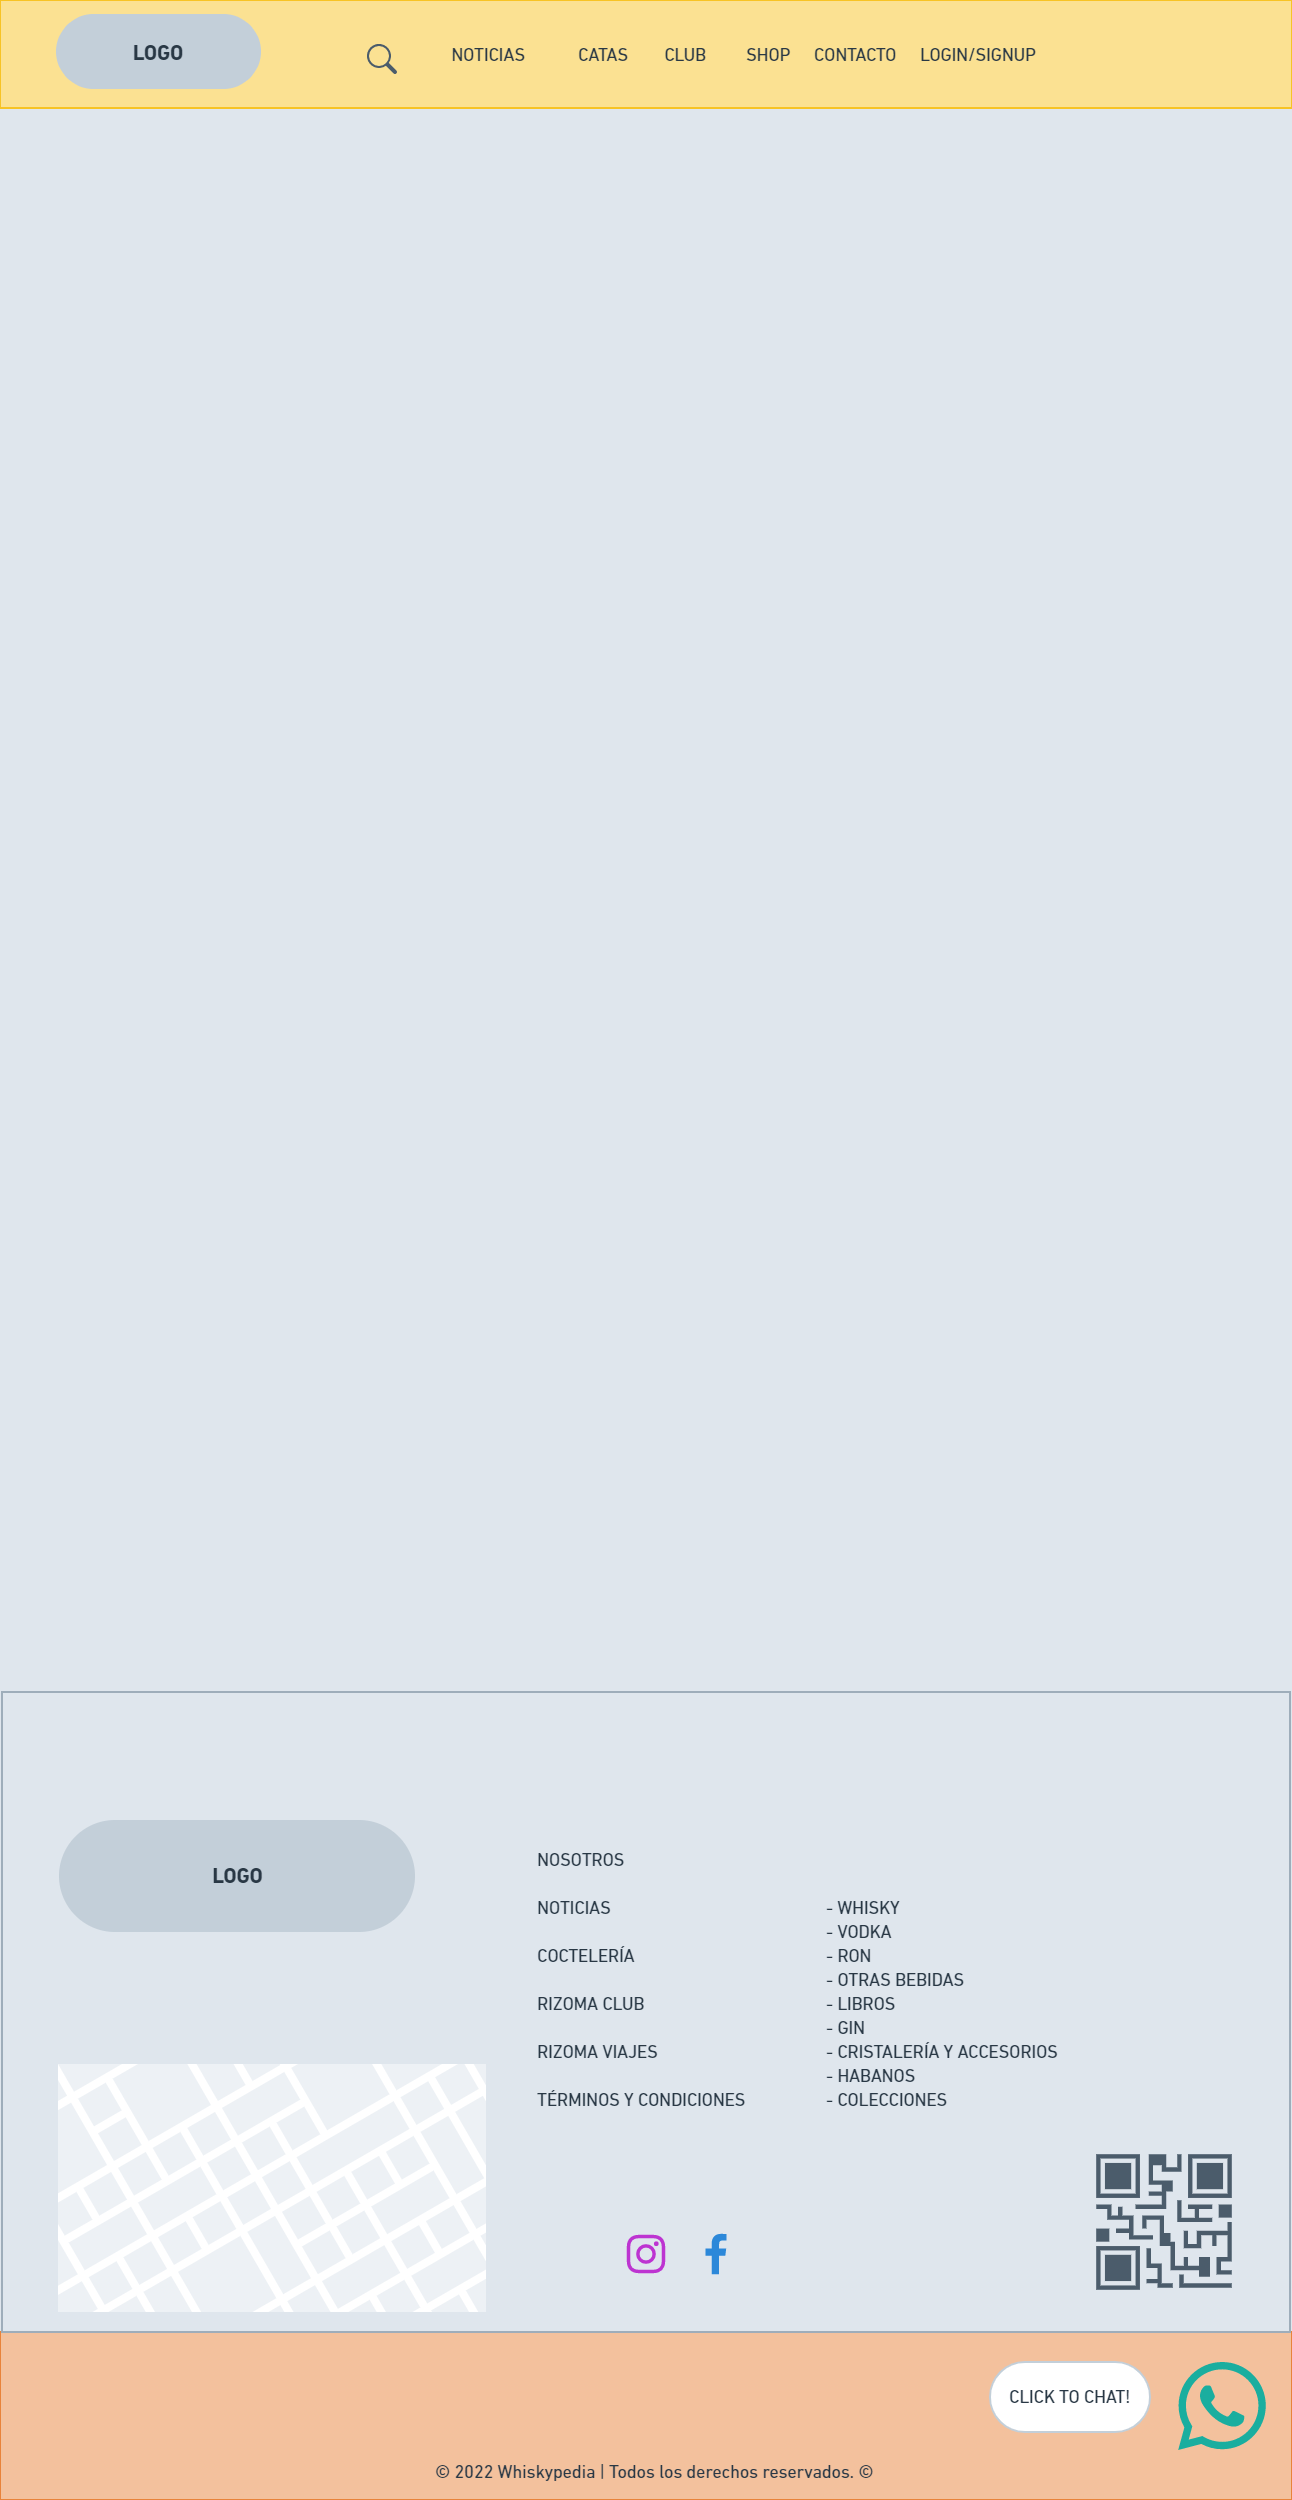 LOGO
NOTICIAS CATAS CLUB SHOP CONTACTO LOGIN/SIGNUP
LOGO
NOSOTROS
NOTICIAS
COCTELERÍA
RIZOMA CLUB
RIZOMA VIAJES
TÉRMINOS Y CONDICIONES
- WHISKY
- VODKA
- RON
- OTRAS BEBIDAS
- LIBROS
- GIN
- CRISTALERÍA Y ACCESORIOS
- HABANOS
- COLECCIONES
CLICK TO CHAT!
© 2022 Whiskypedia | Todos los derechos reservados. ©